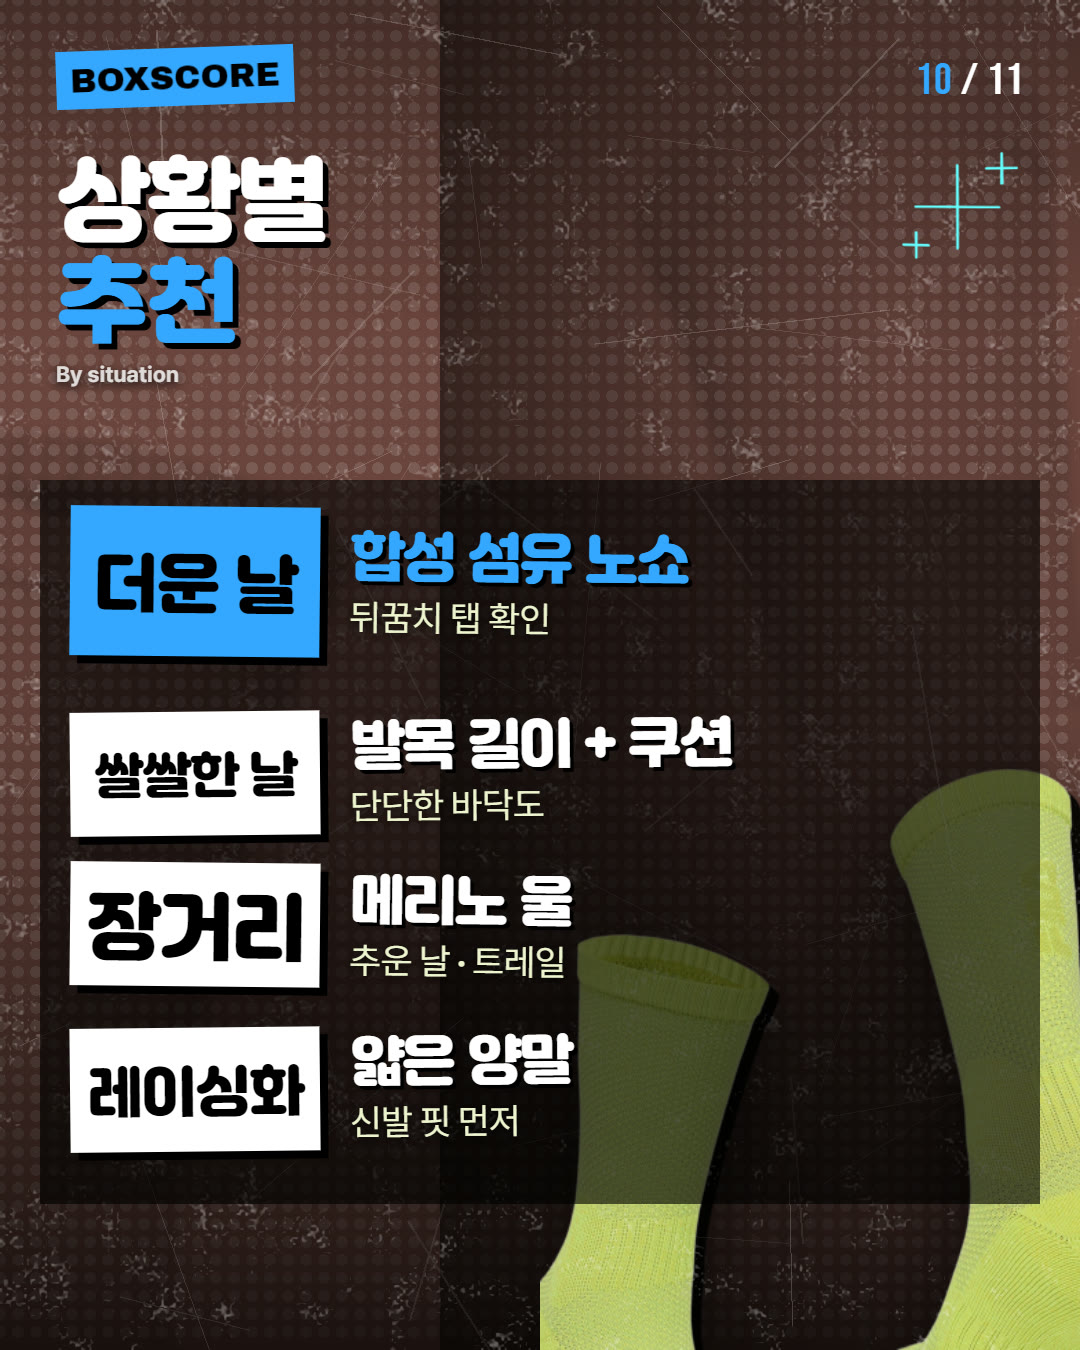 BOXSCORE
10 / 11
상황별
추천
By situation
더운 날
합성 섬유 노쇼
뒤꿈치 탭 확인
쌀쌀한 날
발목 길이 + 쿠션
단단한 바닥도
장거리
메리노 울
추운 날 · 트레일
레이싱화
얇은 양말
신발 핏 먼저